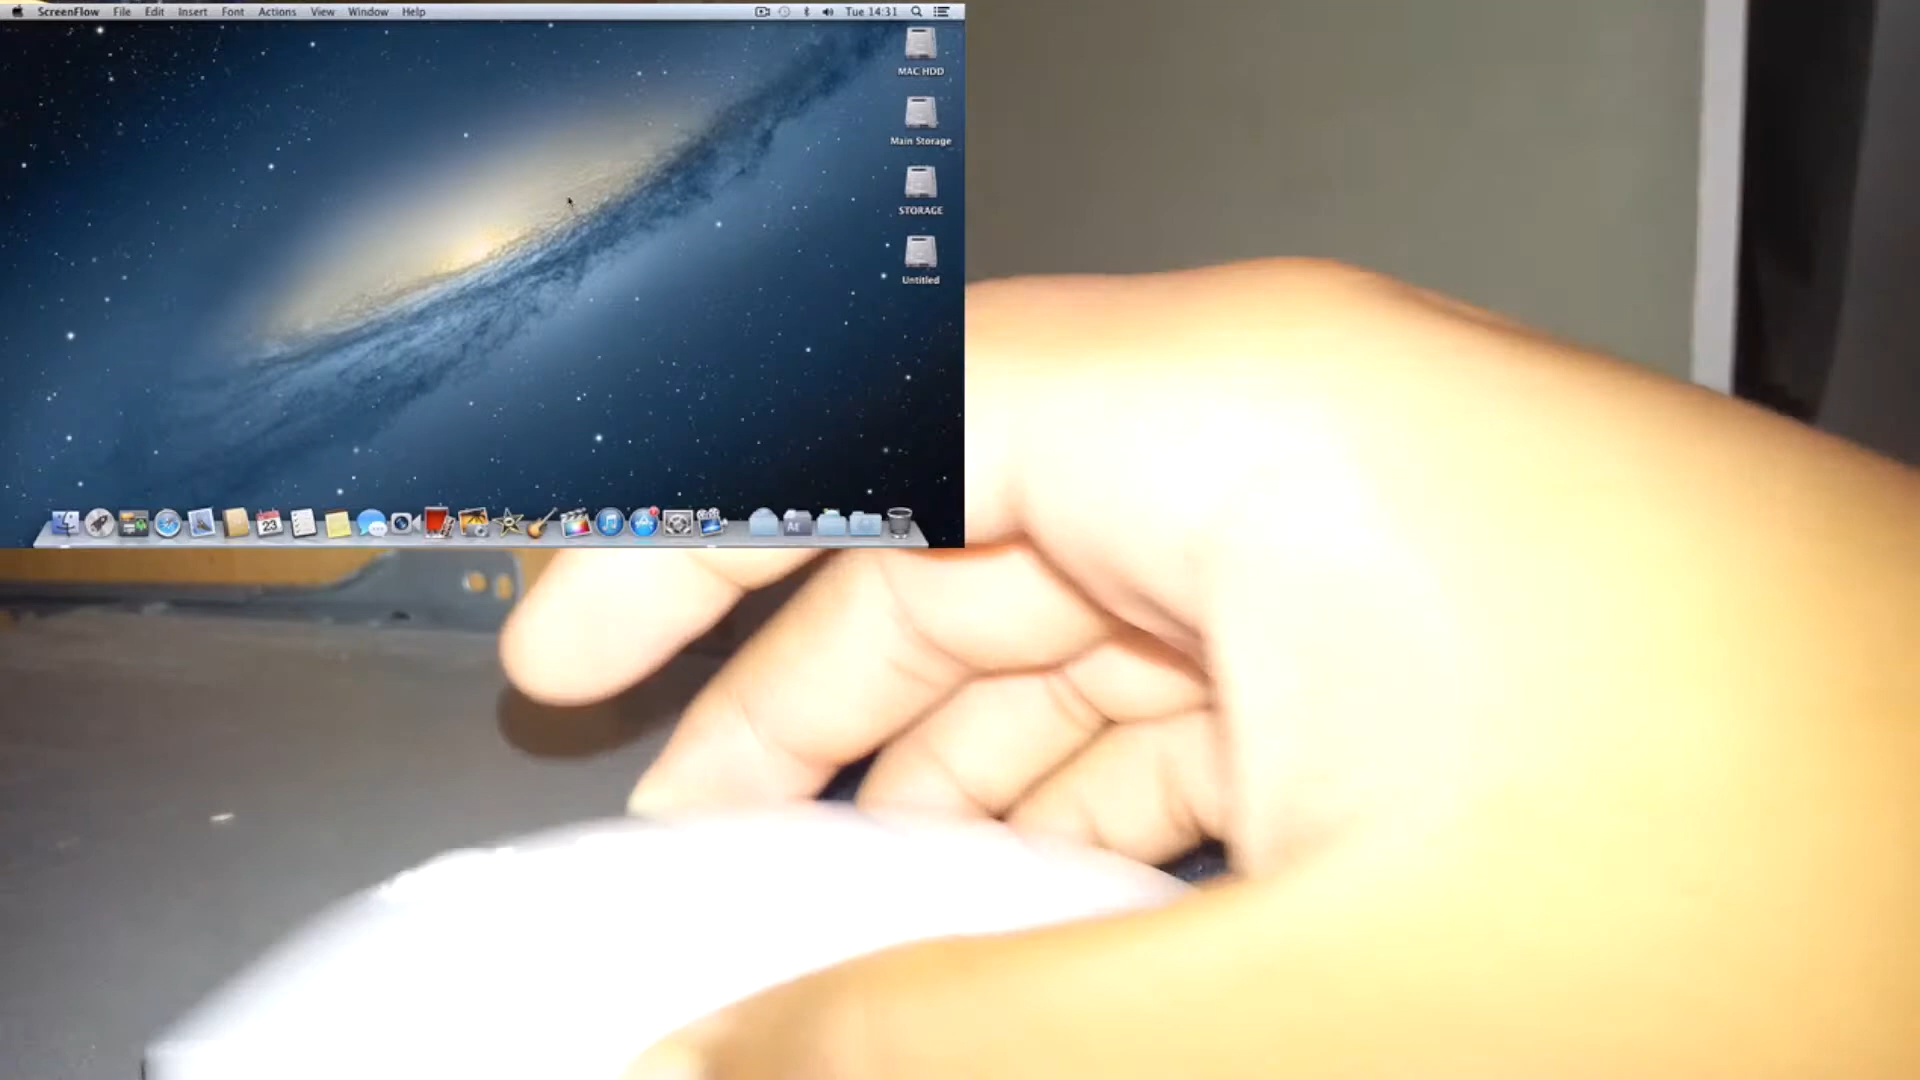 ScreenFlow File Edit Insert Font Actions View Window Help Tue 14:31
MAC HDD
Main Storage
STORAGE
Untitled
23
AE